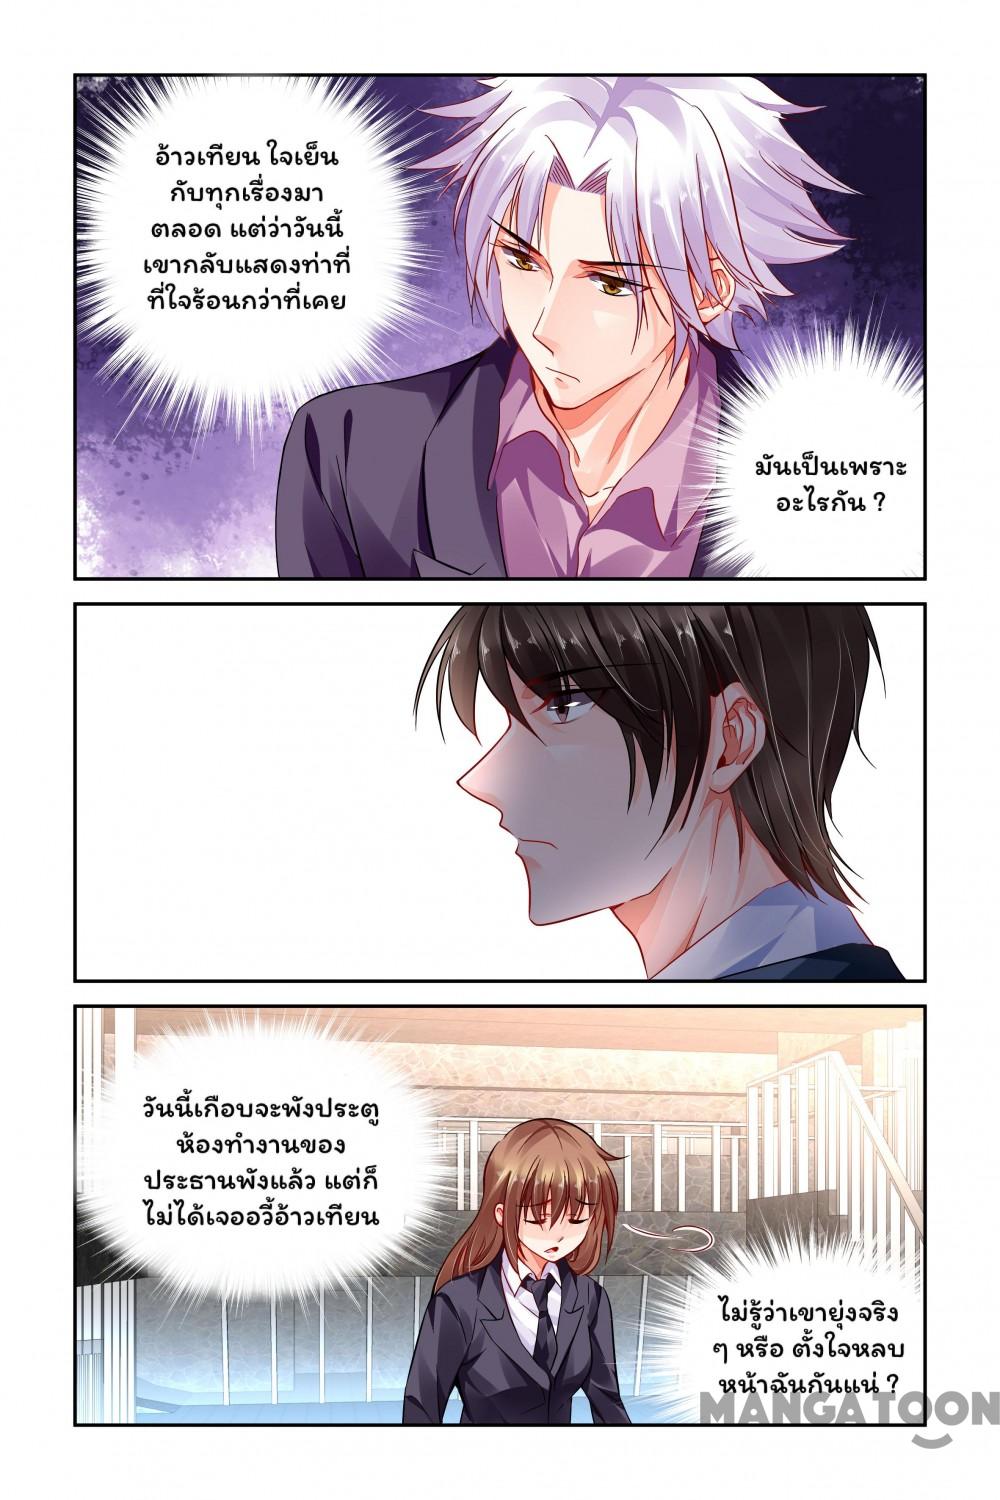 อ้าวเทียน ใจเย็น
กับทุกเรื่องมา
ตลอด แต่ว่าวันนี้
เขากลับแสดงท่าที่
ที่ใจร้อนกว่าที่เคย
มันเป็นเพราะ
อะไรกัน ?
วันนี้เกือบจะพังประตู
ห้องทำงานของ
ประธานพังแล้ว แต่ก็
ไม่ได้เจออวี้อ้าวเทียน
ไม่รู้ว่าเขายุ่งจริง
ๆ หรือ ตั้งใจหลบ
หน้าฉันกันแน่ ?
MANGATOON